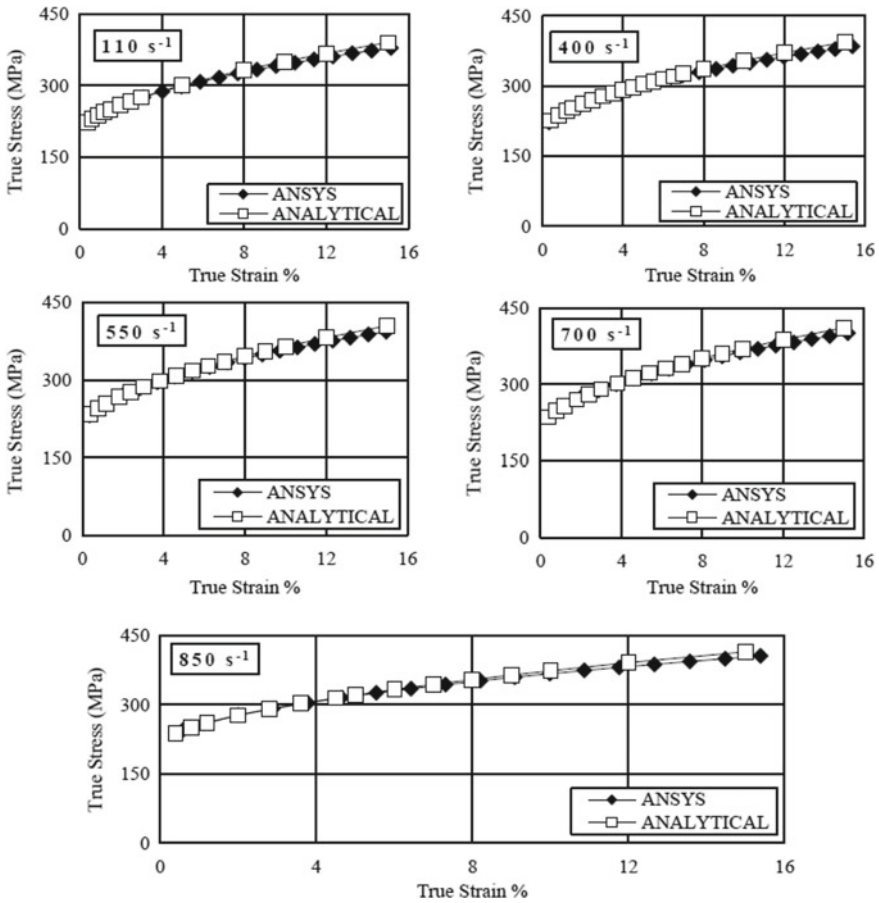 450
300
150
0
True Stress (MPa)
110 s-1
ANSYS
ANALYTICAL
0 4 8 12 16
True Strain %
450
300
150
0
True Stress (MPa)
400 s-1
ANSYS
ANALYTICAL
0 4 8 12 16
True Strain %
450
300
150
0
True Stress (MPa)
550 s-1
ANSYS
ANALYTICAL
0 4 8 12 16
True Strain %
450
300
150
0
True Stress (MPa)
700 s-1
ANSYS
ANALYTICAL
0 4 8 12 16
True Strain %
450
300
150
0
True Stress (MPa)
850 s-1
ANSYS
ANALYTICAL
0 4 8 12 16
True Strain %